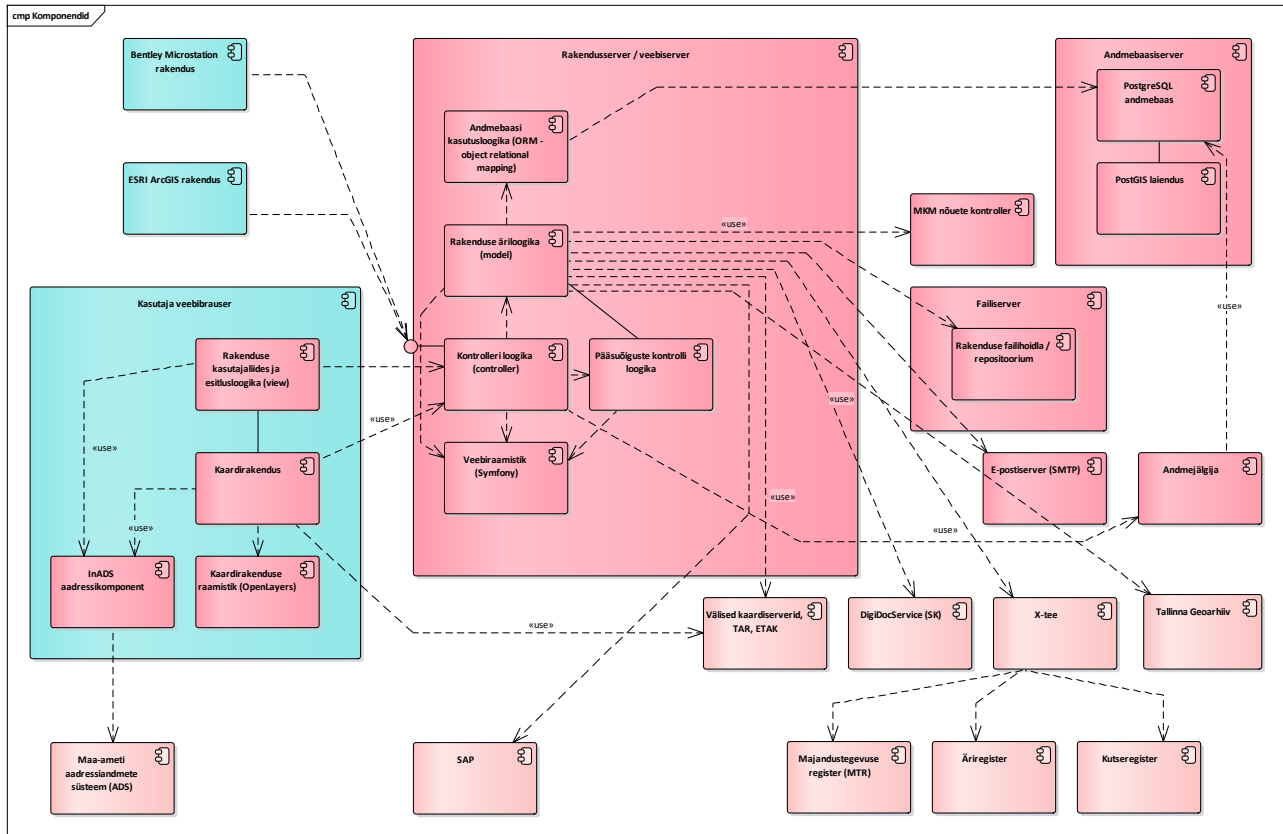 cmp Komponendid
Bentley Microstation
rakendus
ESRI ArcGIS rakendus
Rakendusserver / veebiserver
Andmebaasi
kasutusloogika (ORM -
object relational
mapping)
Rakenduse äriloogika
(model)
Kontrolleri loogika
(controller)
Pääsuõiguste kontrolli
loogika
Veebiraamistik
(Symfony)
Andmebaasiserver
PostgreSQL
andmebaas
PostGIS laiendus
MKM nõuete kontroller
«use»
Failiserver
Rakenduse failihoidla /
repositoorium
«use»
Kasutaja veebibrauser
Rakenduse
kasutajaliides ja
esitlusloogika (view)
«use»
«use»
Kaardirakendus
«use»
InADS
aadressikomponent
Kaardirakenduse
raamistik (OpenLayers)
E-postiserver (SMTP)
Andmejälgija
«use»
«use»
«use»
Välised kaardiserverid,
TAR, ETAK
DigiDocService (SK)
X-tee
Tallinna Geoarhiiv
Maa-ameti
aadressiandmete
süsteem (ADS)
SAP
Majandustegevuse
register (MTR)
Äriregister
Kutseregister